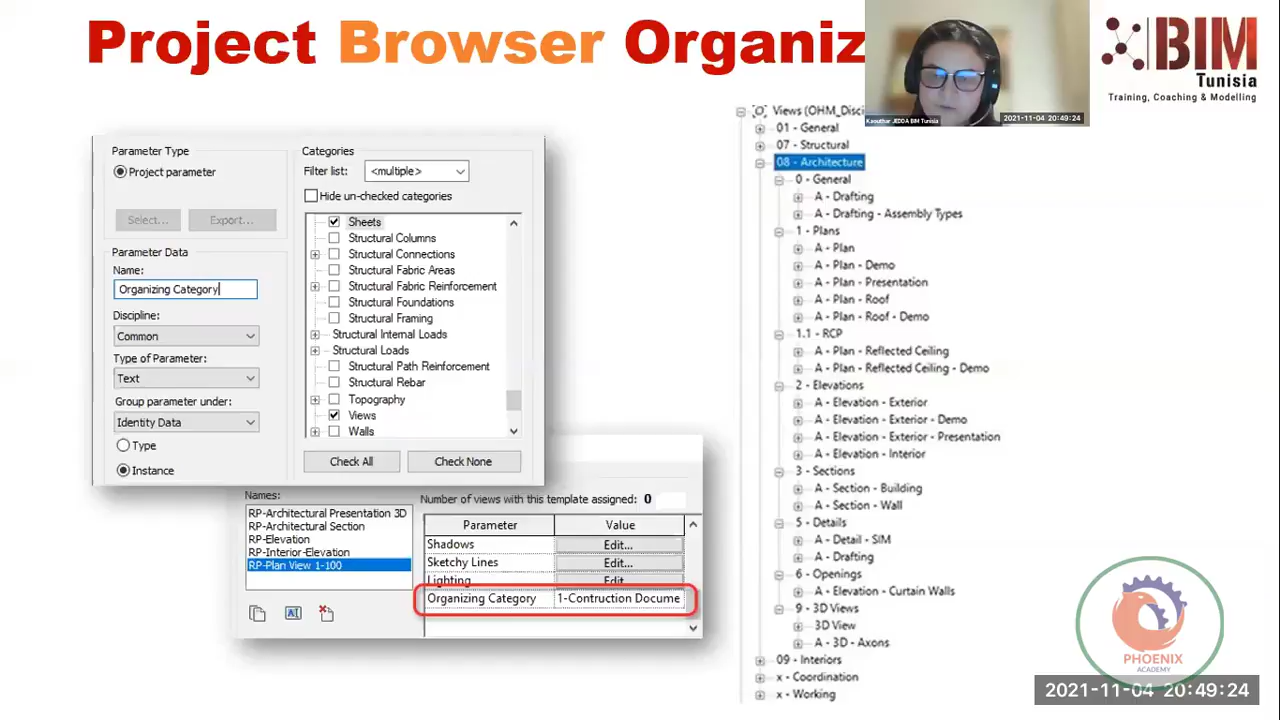 Project Browser Organiz
BIM
Tunisia
Training, Coaching & Modelling
Kaouthar JEDDA BIM Tunisia
2021-11-04 20:49:24
Parameter Type
Project parameter
Select...
Export...
Parameter Data
Name:
Organizing Category
Discipline:
Common
Type of Parameter:
Text
Group parameter under:
Identity Data
Type
Instance
Categories
Filter list:
<multiple>
Hide un-checked categories
Sheets
Structural Columns
Structural Connections
Structural Fabric Areas
Structural Fabric Reinforcement
Structural Foundations
Structural Framing
Structural Internal Loads
Structural Loads
Structural Path Reinforcement
Structural Rebar
Topography
Views
Walls
Check All
Check None
Names:
RP-Architectural Presentation 3D
RP-Architectural Section
RP-Elevation
RP-Interior-Elevation
RP-Plan View 1-100
Number of views with this template assigned: 0
Parameter Value
Shadows Edit...
Sketchy Lines Edit...
Lighting Edit
Organizing Category 1-Contruction Docume
Views (OHM_Disci
01 - General
07 - Structural
08 - Architecture
0 - General
A - Drafting
A - Drafting - Assembly Types
1 - Plans
A - Plan
A - Plan - Demo
A - Plan - Presentation
A - Plan - Roof
A - Plan - Roof - Demo
1.1 - RCP
A - Plan - Reflected Ceiling
A - Plan - Reflected Ceiling - Demo
2 - Elevations
A - Elevation - Exterior
A - Elevation - Exterior - Demo
A - Elevation - Exterior - Presentation
A - Elevation - Interior
3 - Sections
A - Section - Building
A - Section - Wall
5 - Details
A - Detail - SIM
A - Drafting
6 - Openings
A - Elevation - Curtain Walls
9 - 3D Views
3D View
A - 3D - Axons
09 - Interiors
x - Coordination
x - Working
PHOENIX
ACADEMY
2021-11-04 20:49:24